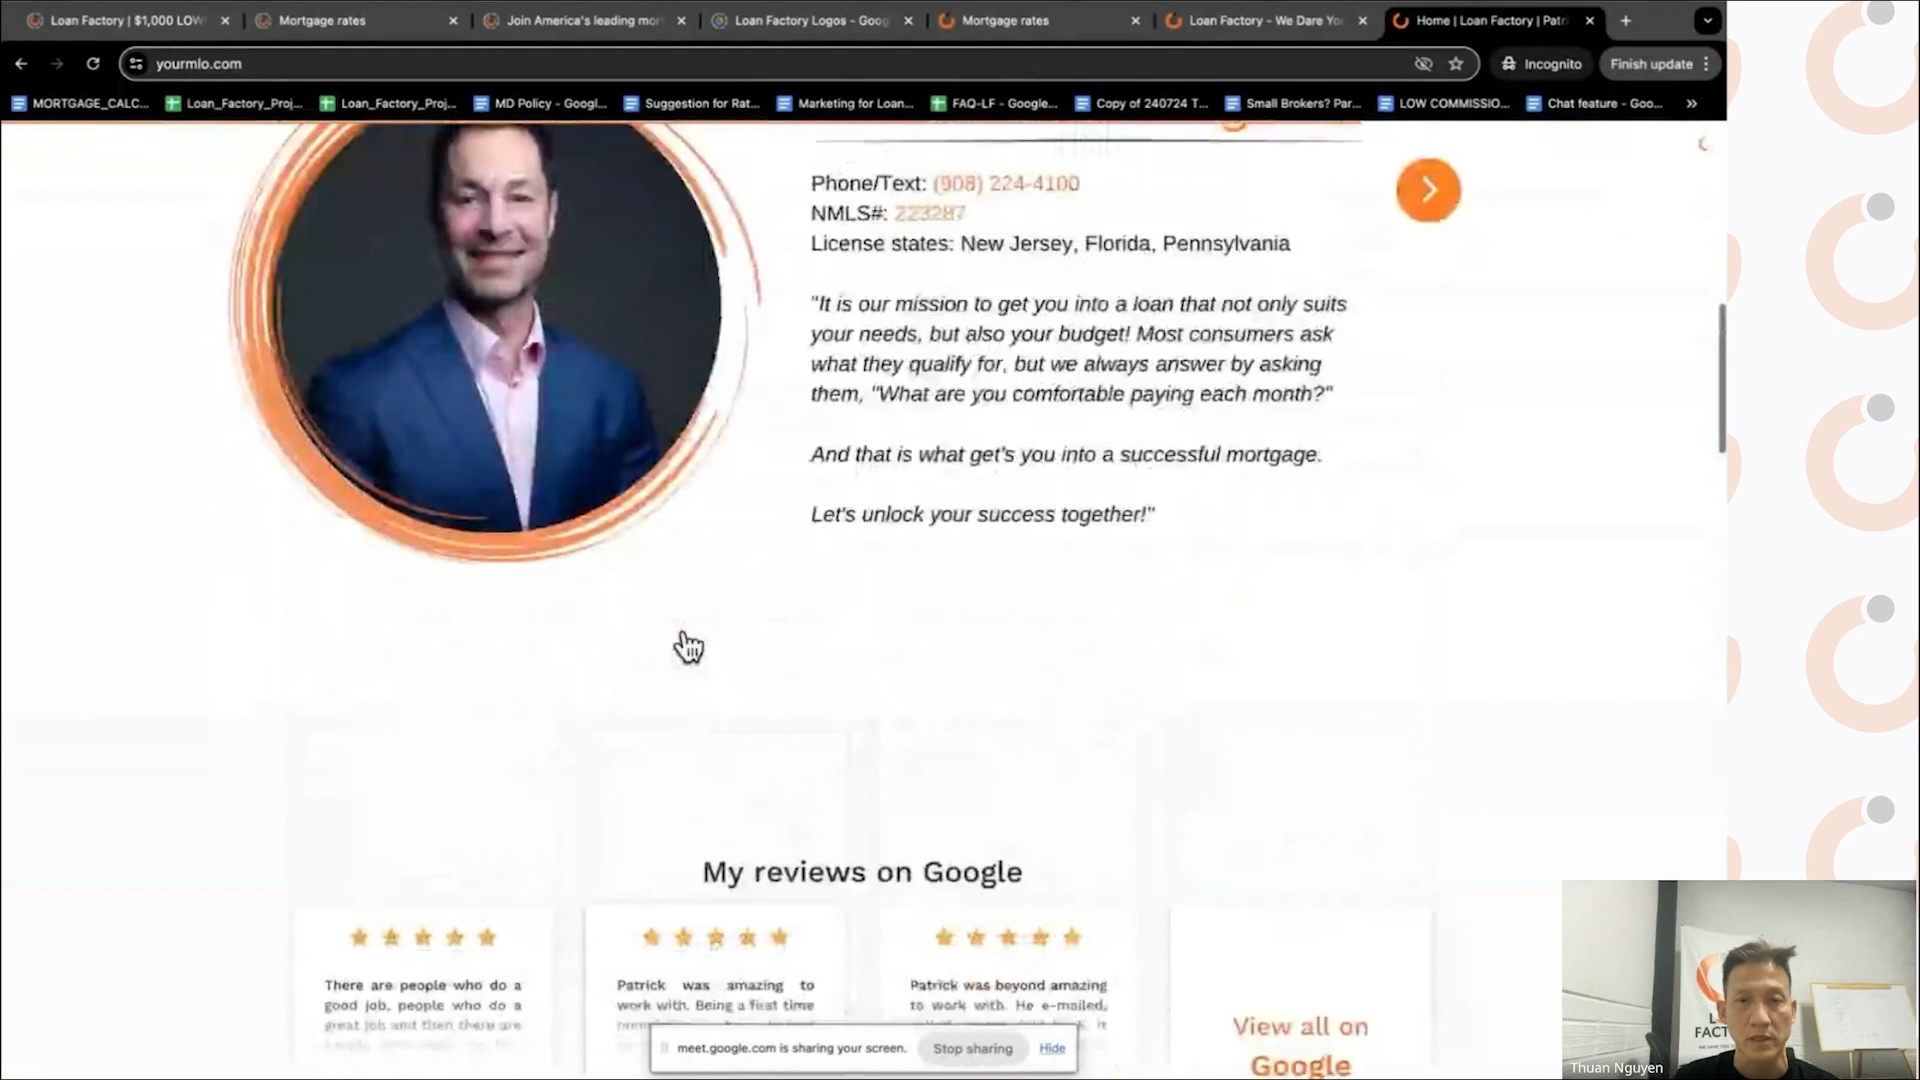 Loan Factory | $1,000 LOW
Mortgage rates
Join America's leading mor
Loan Factory Logos - Goog
Mortgage rates
Loan Factory - We Dare Yo
Home | Loan Factory | Patri
yourmlo.com
Incognito
Finish update
MORTGAGE_CALC...
Loan_Factory_Proj...
Loan_Factory_Proj...
MD Policy - Googl...
Suggestion for Rat...
Marketing for Loan...
FAQ-LF - Google...
Copy of 240724 T...
Small Brokers? Par...
LOW COMMISSIO...
Chat feature - Goo...
Phone/Text: (908) 224-4100
NMLS#: 223287
License states: New Jersey, Florida, Pennsylvania
"It is our mission to get you into a loan that not only suits
your needs, but also your budget! Most consumers ask
what they qualify for, but we always answer by asking
them, "What are you comfortable paying each month?"
And that is what get's you into a successful mortgage.
Let's unlock your success together!"
My reviews on Google
There are people who do a
good job, people who do a
great job and then there are
Patrick was amazing to
work with. Being a first time
Patrick was beyond amazing
to work with. He e-mailed,
View all on
Google
meet.google.com is sharing your screen.
Stop sharing
Hide
Thuan Nguyen